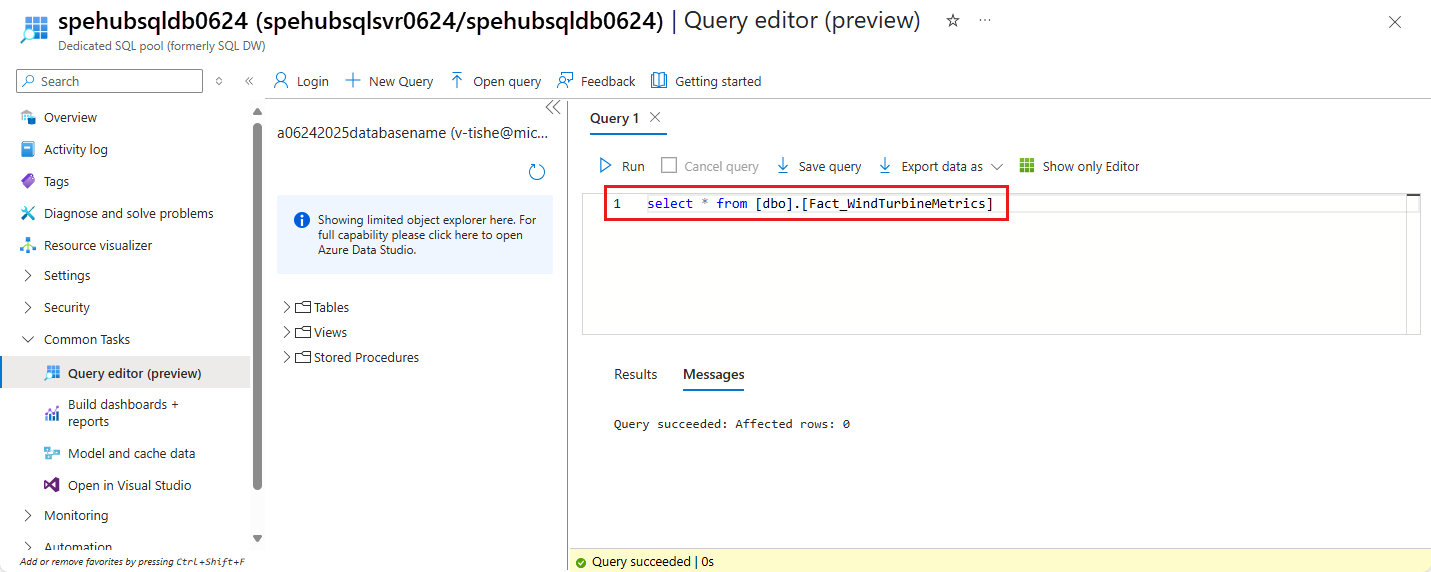 spehubsqldb0624 (spehubsqlsvr0624/spehubsqldb0624) | Query editor (preview)
Dedicated SQL pool (formerly SQL DW)
Search
Login
New Query
Open query
Feedback
Getting started
Overview
Activity log
Tags
Diagnose and solve problems
Resource visualizer
Settings
Security
Common Tasks
Query editor (preview)
Build dashboards +
reports
Model and cache data
Open in Visual Studio
Monitoring
Automation
Add or remove favorites by pressing Ctrl+Shift+F
a06242025databasename (v-tishe@mic...
Showing limited object explorer here. For
full capability please click here to open
Azure Data Studio.
Tables
Views
Stored Procedures
Query 1
Run
Cancel query
Save query
Export data as
Show only Editor
1 select * from [dbo].[Fact_WindTurbineMetrics]
Results
Messages
Query succeeded: Affected rows: 0
Query succeeded | 0s